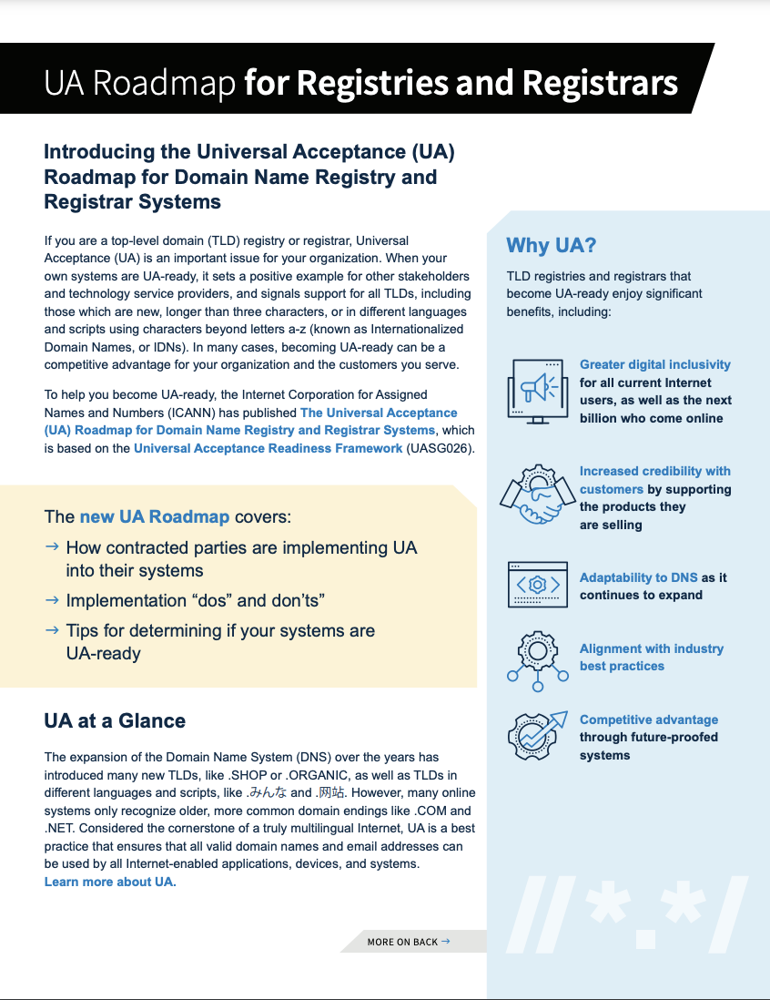 UA Roadmap for Registries and Registrars
Introducing the Universal Acceptance (UA)
Roadmap for Domain Name Registry and
Registrar Systems
If you are a top-level domain (TLD) registry or registrar, Universal
Acceptance (UA) is an important issue for your organization. When your
own systems are UA-ready, it sets a positive example for other stakeholders
and technology service providers, and signals support for all TLDs, including
those which are new, longer than three characters, or in different languages
and scripts using characters beyond letters a-z (known as Internationalized
Domain Names, or IDNs). In many cases, becoming UA-ready can be a
competitive advantage for your organization and the customers you serve.
To help you become UA-ready, the Internet Corporation for Assigned
Names and Numbers (ICANN) has published The Universal Acceptance
(UA) Roadmap for Domain Name Registry and Registrar Systems, which
is based on the Universal Acceptance Readiness Framework (UASG026).
The new UA Roadmap covers:
→ How contracted parties are implementing UA
into their systems
→ Implementation “dos” and don’ts”
→ Tips for determining if your systems are
UA-ready
UA at a Glance
The expansion of the Domain Name System (DNS) over the years has
introduced many new TLDs, like .SHOP or .ORGANIC, as well as TLDs in
different languages and scripts, like .みんな and .网站. However, many online
systems only recognize older, more common domain endings like .COM and
.NET. Considered the cornerstone of a truly multilingual Internet, UA is a best
practice that ensures that all valid domain names and email addresses can
be used by all Internet-enabled applications, devices, and systems.
Learn more about UA.
MORE ON BACK →
Why UA?
TLD registries and registrars that
become UA-ready enjoy significant
benefits, including:
Greater digital inclusivity
for all current Internet
users, as well as the next
billion who come online
Increased credibility with
customers by supporting
the products they
are selling
Adaptability to DNS as it
continues to expand
Alignment with industry
best practices
Competitive advantage
through future-proofed
systems
//*.*/